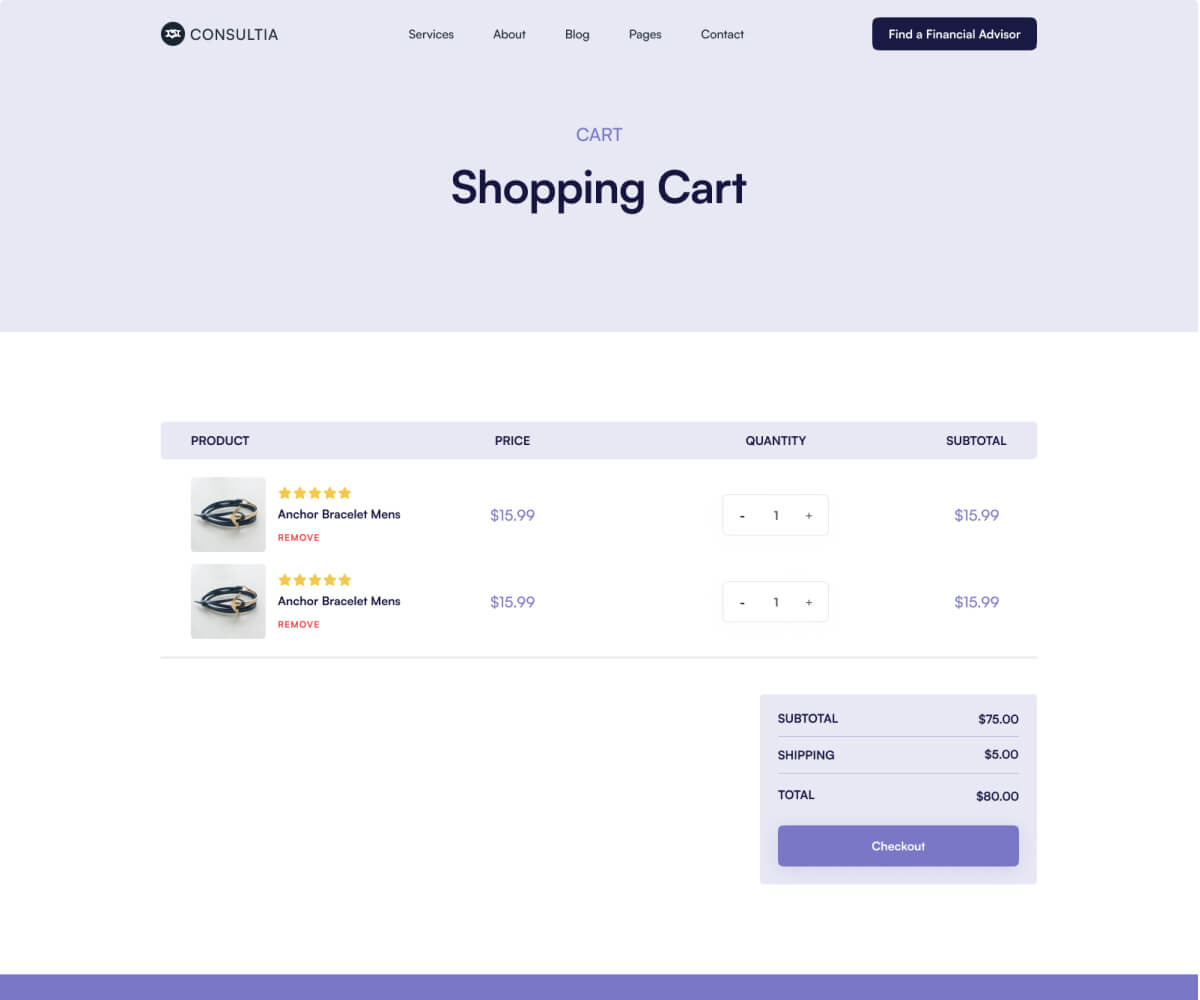 CONSULTIA
Services About Blog Pages Contact
Find a Financial Advisor
CART
Shopping Cart
PRODUCT PRICE QUANTITY SUBTOTAL
Anchor Bracelet Mens
REMOVE
$15.99 - 1 + $15.99
Anchor Bracelet Mens
REMOVE
$15.99 - 1 + $15.99
SUBTOTAL $75.00
SHIPPING $5.00
TOTAL $80.00
Checkout